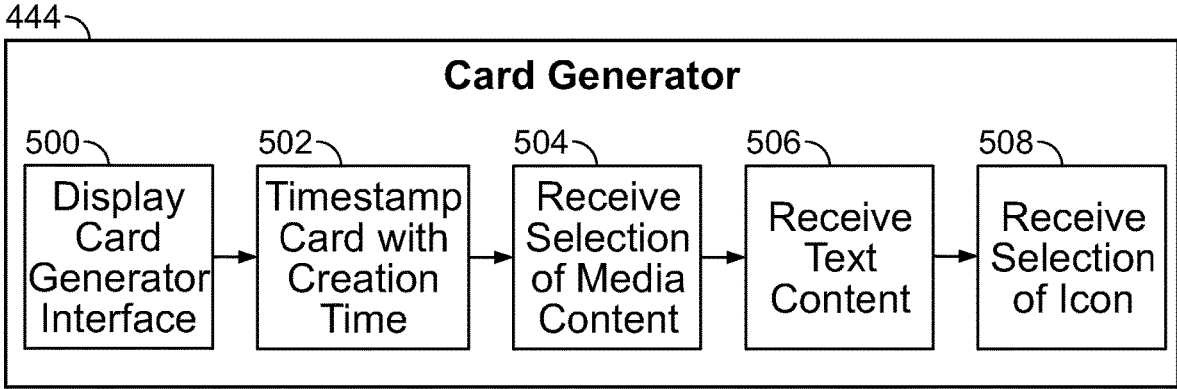 444
Card Generator
500
Display
Card
Generator
Interface
502
Timestamp
Card with
Creation
Time
504
Receive
Selection
of Media
Content
506
Receive
Text
Content
508
Receive
Selection
of Icon